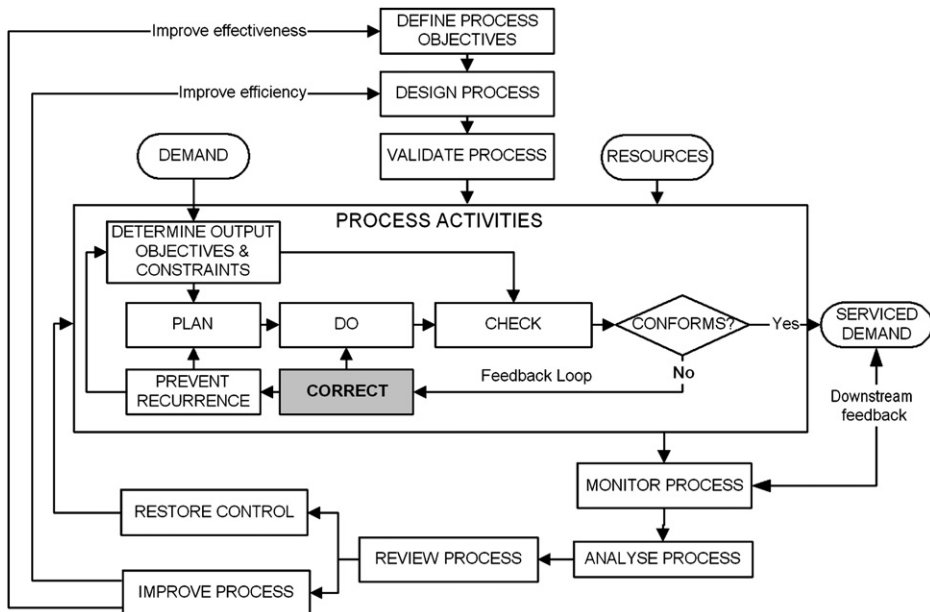 Improve effectiveness
DEFINE PROCESS
OBJECTIVES
Improve efficiency
DESIGN PROCESS
DEMAND
VALIDATE PROCESS
RESOURCES
PROCESS ACTIVITIES
DETERMINE OUTPUT
OBJECTIVES &
CONSTRAINTS
PLAN
DO
CHECK
CONFORMS?
Yes
SERVICED
DEMAND
PREVENT
RECURRENCE
CORRECT
Feedback Loop
No
Downstream
feedback
MONITOR PROCESS
RESTORE CONTROL
REVIEW PROCESS
ANALYSE PROCESS
IMPROVE PROCESS